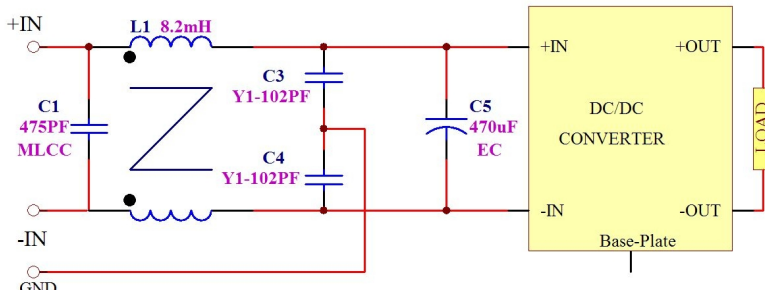 +IN
L1 8.2mH
C1
475PF
MLCC
C3
Y1-102PF
C4
Y1-102PF
C5
470uF
EC
+IN
+OUT
DC/DC
CONVERTER
LOAD
-IN
-OUT
Base-Plate
-IN
GND